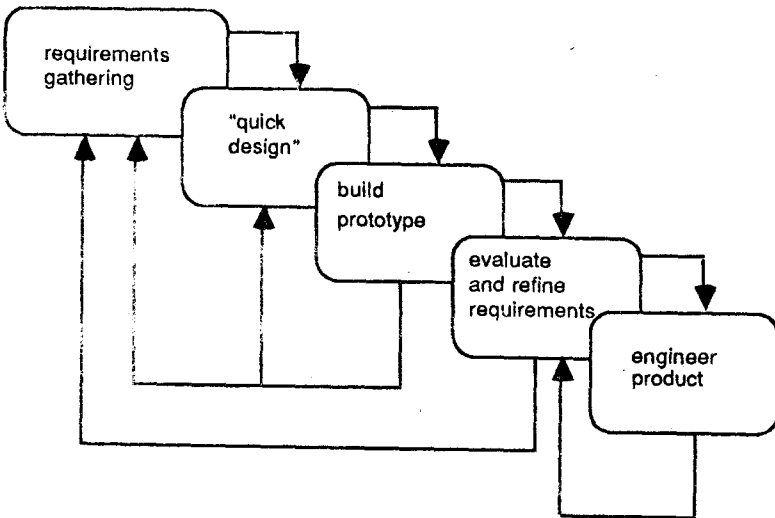 requirements
gathering
“quick
design”
build
prototype
evaluate
and refine
requirements
engineer
product